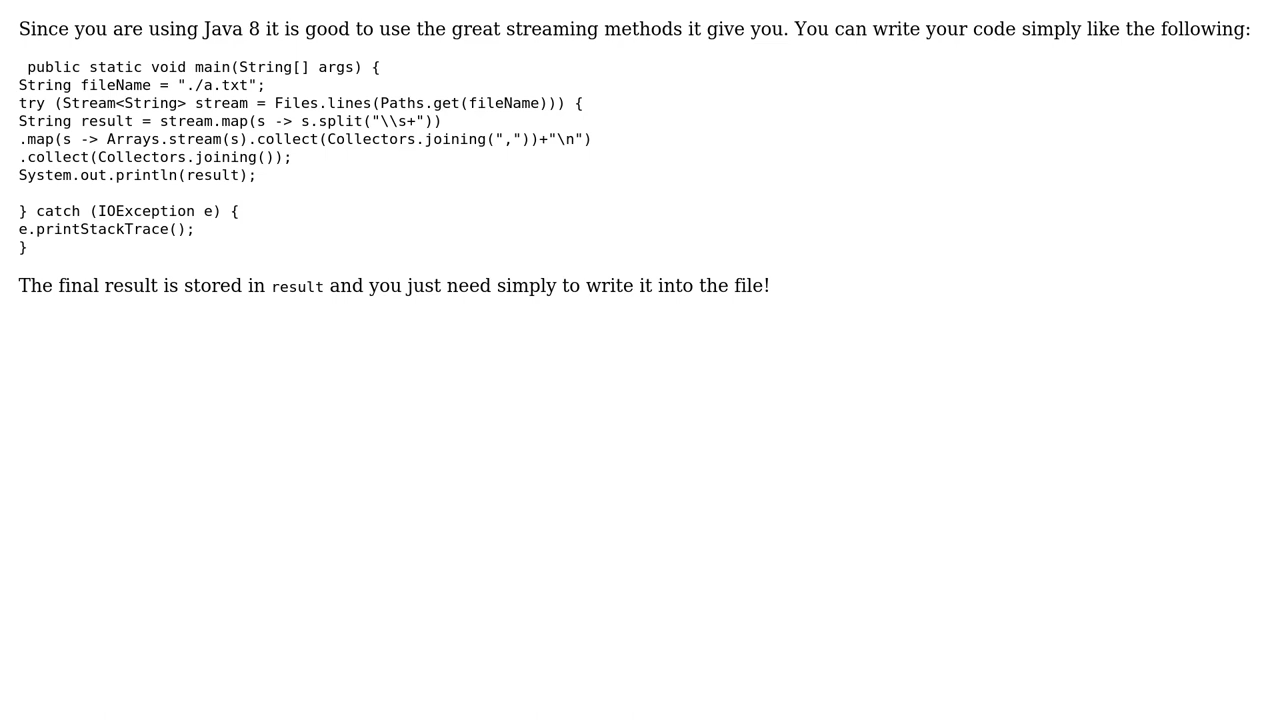 Since you are using Java 8 it is good to use the great streaming methods it give you. You can write your code simply like the following:
public static void main(String[] args) {
String fileName = "./a.txt";
try (Stream<String> stream = Files.lines(Paths.get(fileName))) {
String result = stream.map(s -> s.split("\\s+"))
.map(s -> Arrays.stream(s).collect(Collectors.joining(","))+"\n")
.collect(Collectors.joining());
System.out.println(result);
} catch (IOException e) {
e.printStackTrace();
}
The final result is stored in result and you just need simply to write it into the file!